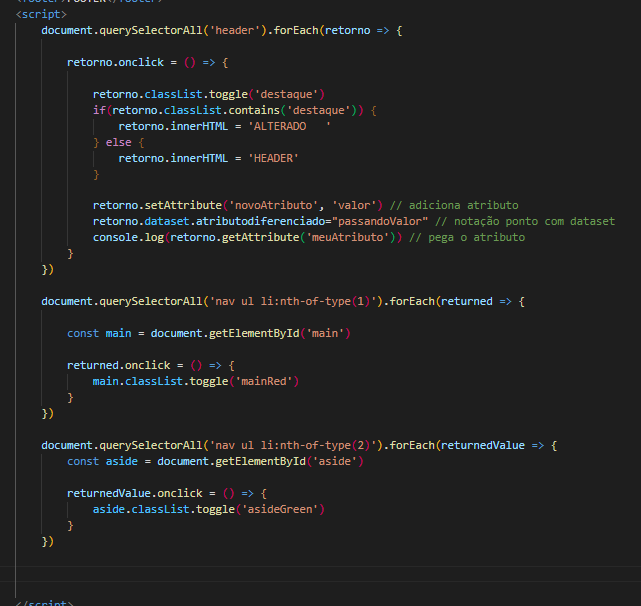 <footer>FOOTER</footer>
<script>
document.querySelectorAll('header').forEach(retorno => {
retorno.onclick = () => {
retorno.classList.toggle('destaque')
if(retorno.classList.contains('destaque')) {
retorno.innerHTML = 'ALTERADO   '
} else {
retorno.innerHTML = 'HEADER'
}
retorno.setAttribute('novoAtributo', 'valor') // adiciona atributo
retorno.dataset.atributodiferenciado="passandoValor" // notação ponto com dataset
console.log(retorno.getAttribute('meuAtributo')) // pega o atributo
}
})
document.querySelectorAll('nav ul li:nth-of-type(1)').forEach(returned => {
const main = document.getElementById('main')
returned.onclick = () => {
main.classList.toggle('mainRed')
}
})
document.querySelectorAll('nav ul li:nth-of-type(2)').forEach(returnedValue => {
const aside = document.getElementById('aside')
returnedValue.onclick = () => {
aside.classList.toggle('asideGreen')
}
})
</script>